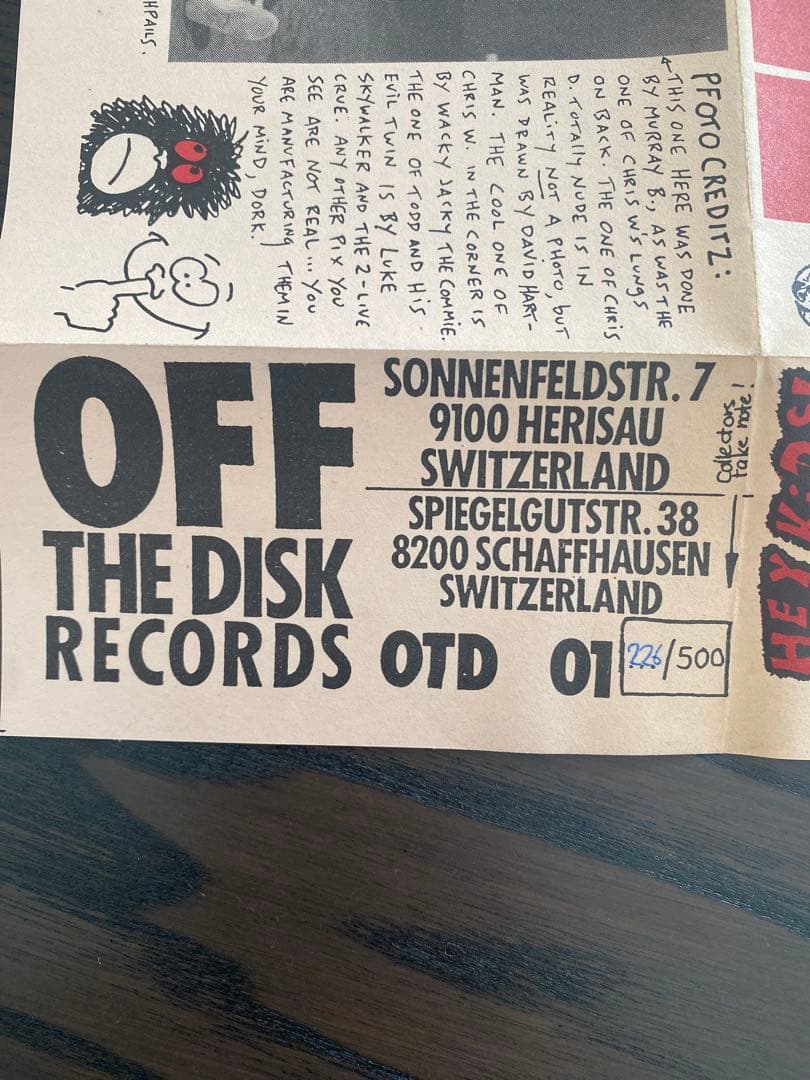 HPAILS.
PFOTO CREDITZ:
THIS ONE HERE WAS DONE
BY MURRAY B., AS WAS THE
ONE OF CHRIS W'S LUNGS
ON BACK. THE ONE OF CHRIS
D. TOTALLY NUDE IS IN
REALITY NOT A PHOTO, BUT
WAS DRAWN BY DAVID HART-
MAN. THE COOL ONE OF
CHRIS W. IN THE CORNER IS
BY WACKY JACKY THE COMMIE.
THE ONE OF TODD AND HIS
EVIL TWIN IS BY LUKE
SKYWALKER AND THE 2-LIVE
CRUE. ANY OTHER PIX YOU
SEE ARE NOT REAL... YOU
ARE MANUFACTURING THEM IN
YOUR MIND, DORK.
OFF
THE DISK
RECORDS
SONNENFELDSTR. 7
9100 HERISAU
SWITZERLAND
SPIEGELGUTSTR. 38
8200 SCHAFFHAUSEN
SWITZERLAND
OTD 01
226/500
Collectors
take note!
HEY KIDS!